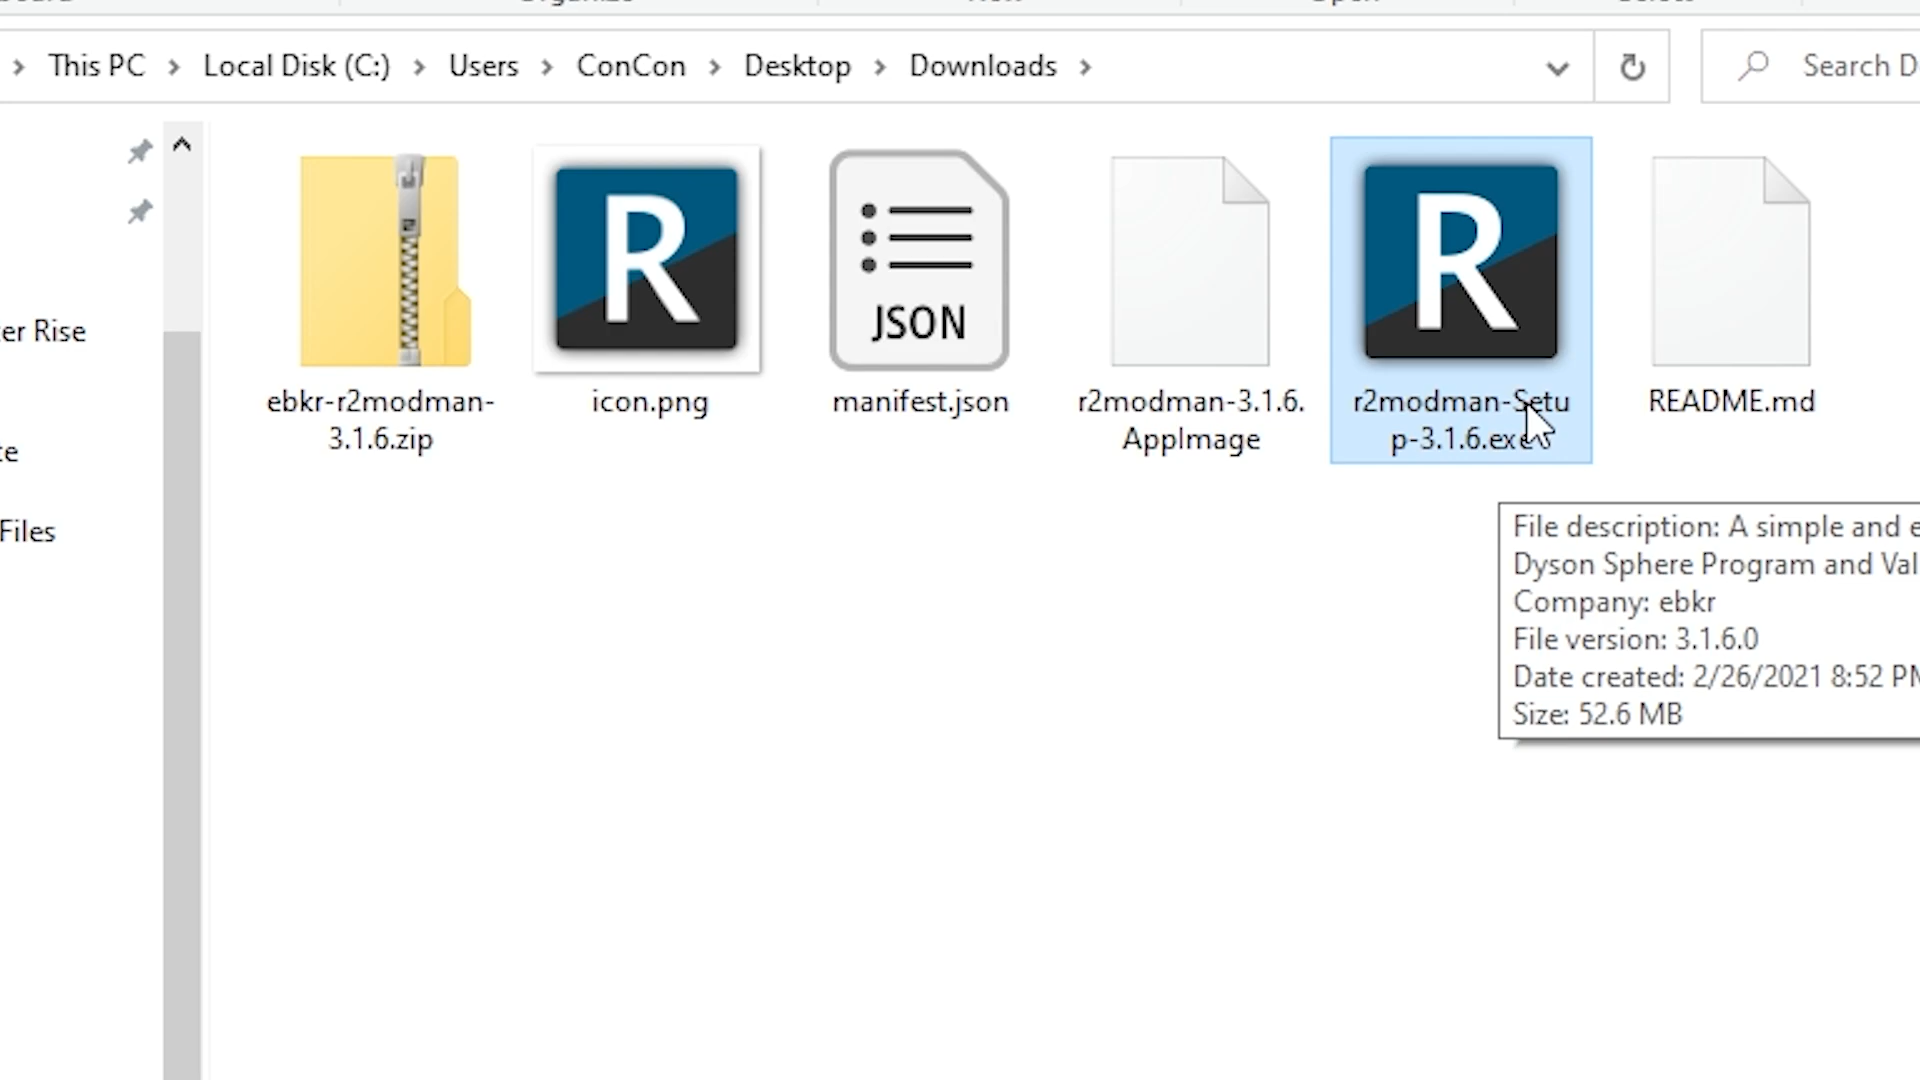 This PC > Local Disk (C:) > Users > ConCon > Desktop > Downloads >
Search D
er Rise
Files
R
JSON
R
ebkr-r2modman-
3.1.6.zip
icon.png
manifest.json
r2modman-3.1.6.
AppImage
r2modman-Setu
p-3.1.6.exe
README.md
File description: A simple and e
Dyson Sphere Program and Val
Company: ebkr
File version: 3.1.6.0
Date created: 2/26/2021 8:52 PM
Size: 52.6 MB